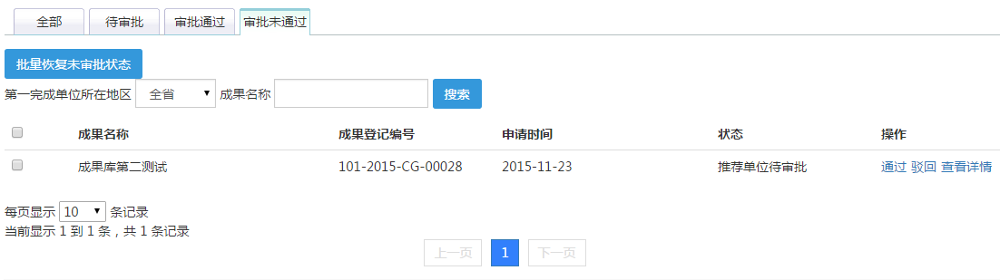 全部 待审批 审批通过 审批未通过
批量恢复未审批状态
第一完成单位所在地区 全省 成果名称 搜索
成果名称 成果登记编号 申请时间 状态 操作
成果库第二测试 101-2015-CG-00028 2015-11-23 推荐单位待审批 通过 驳回 查看详情
每页显示 10 条记录
当前显示 1 到 1 条，共 1 条记录
上一页 1 下一页